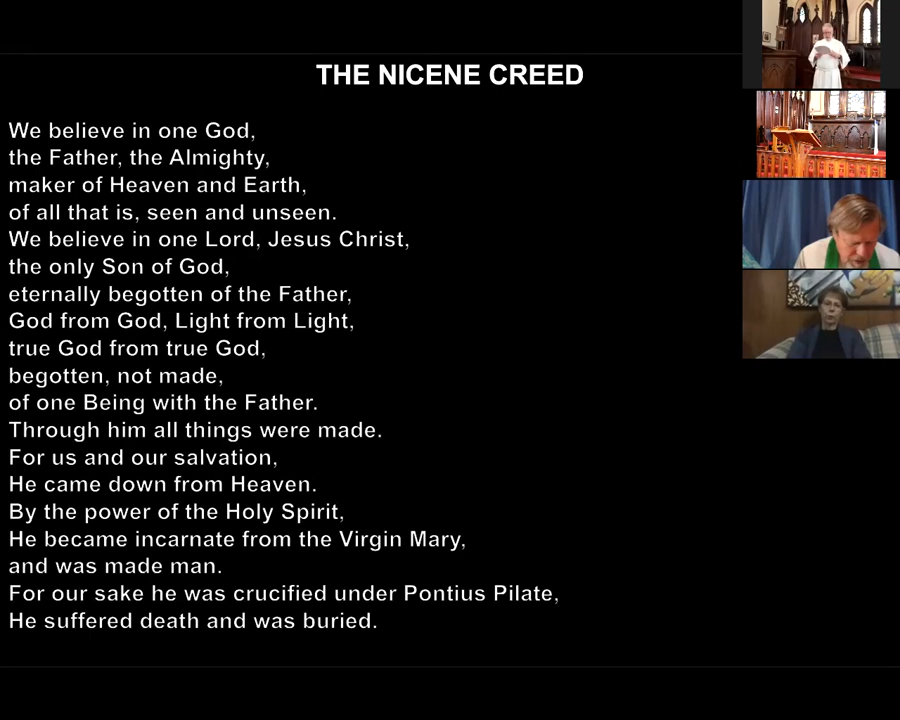 THE NICENE CREED
We believe in one God,
the Father, the Almighty,
maker of Heaven and Earth,
of all that is, seen and unseen.
We believe in one Lord, Jesus Christ,
the only Son of God,
eternally begotten of the Father,
God from God, Light from Light,
true God from true God,
begotten, not made,
of one Being with the Father.
Through him all things were made.
For us and our salvation,
He came down from Heaven.
By the power of the Holy Spirit,
He became incarnate from the Virgin Mary,
and was made man.
For our sake he was crucified under Pontius Pilate,
He suffered death and was buried.